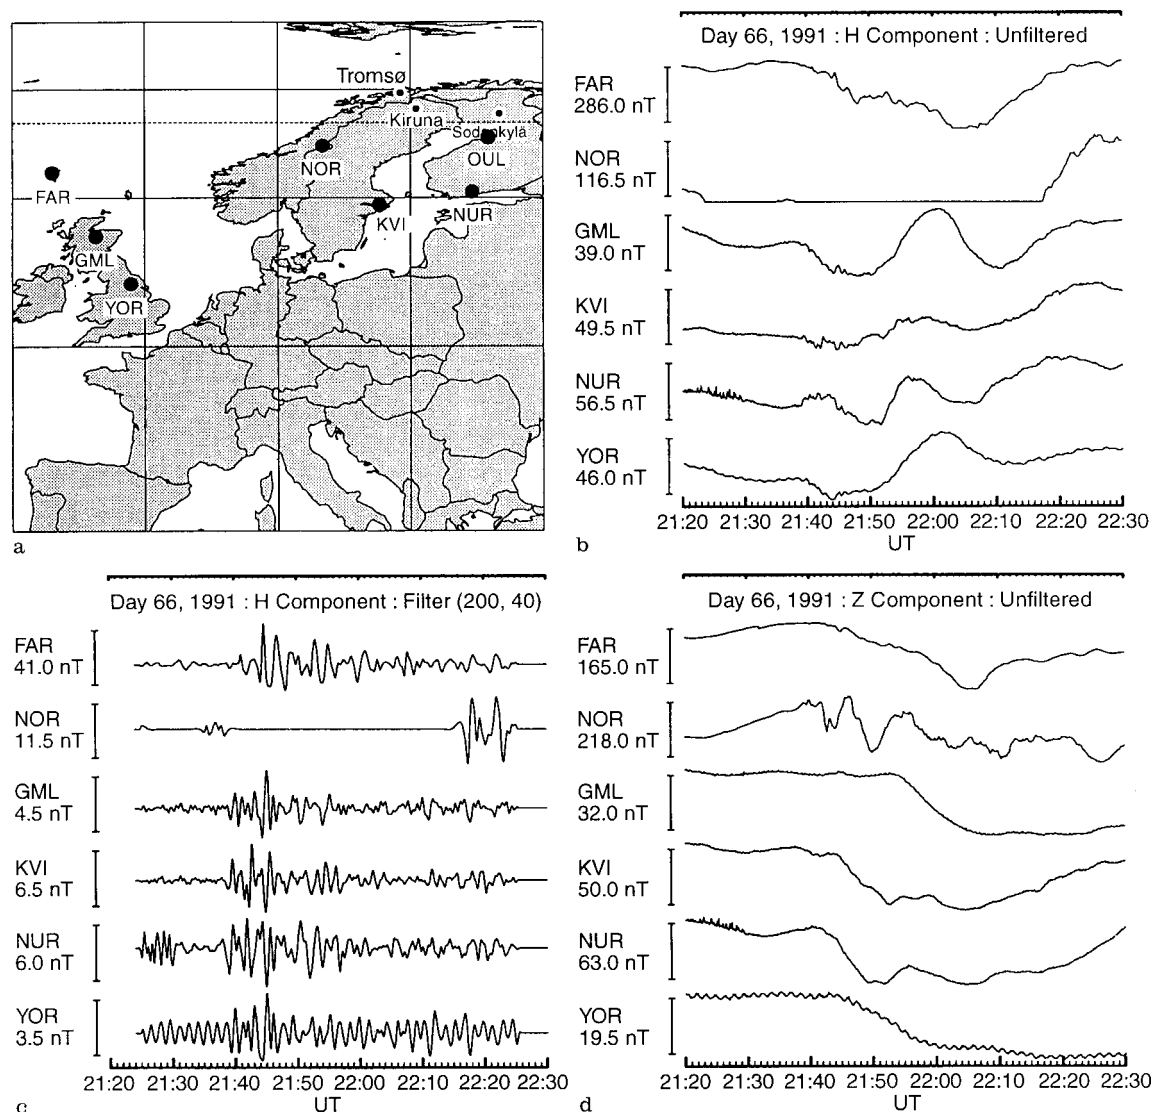 Tromsø
Kiruna
Sodankylä
OUL
NOR
FAR
NUR
KVI
GML
YOR
a
Day 66, 1991 : H Component : Unfiltered
FAR
286.0 nT
NOR
116.5 nT
GML
39.0 nT
KVI
49.5 nT
NUR
56.5 nT
YOR
46.0 nT
21:20 21:30 21:40 21:50 22:00 22:10 22:20 22:30
UT
b
Day 66, 1991 : H Component : Filter (200, 40)
FAR
41.0 nT
NOR
11.5 nT
GML
4.5 nT
KVI
6.5 nT
NUR
6.0 nT
YOR
3.5 nT
21:20 21:30 21:40 21:50 22:00 22:10 22:20 22:30
UT
c
Day 66, 1991 : Z Component : Unfiltered
FAR
165.0 nT
NOR
218.0 nT
GML
32.0 nT
KVI
50.0 nT
NUR
63.0 nT
YOR
19.5 nT
21:20 21:30 21:40 21:50 22:00 22:10 22:20 22:30
UT
d